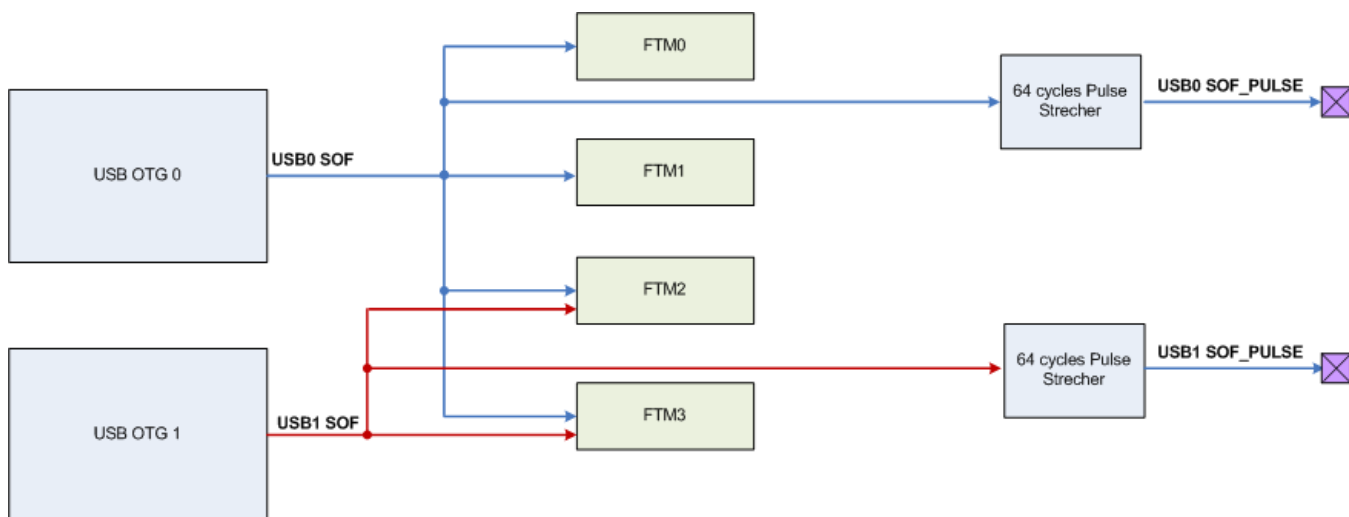 FTM0
64 cycles Pulse
Strecher
USB0 SOF_PULSE
USB OTG 0
USB0 SOF
FTM1
FTM2
64 cycles Pulse
Strecher
USB1 SOF_PULSE
USB OTG 1
USB1 SOF
FTM3